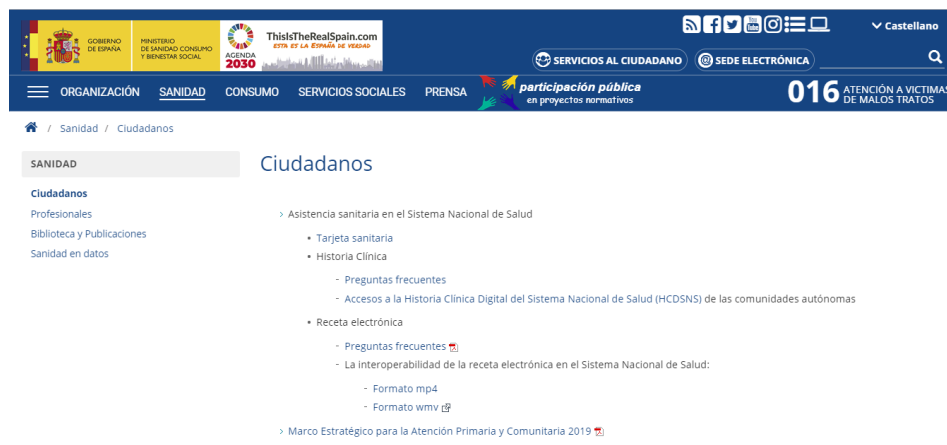 GOBIERNO
DE ESPAÑA
MINISTERIO
DE SANIDAD CONSUMO
Y BIENESTAR SOCIAL
AGENDA
2030
ThisIsTheRealSpain.com
ESTA ES LA ESPAÑA DE VERDAD
You
Castellano
SERVICIOS AL CIUDADANO
@ SEDE ELECTRÓNICA
ORGANIZACIÓN SANIDAD CONSUMO SERVICIOS SOCIALES PRENSA
participación pública
en proyectos normativos
016 ATENCIÓN A VICTIMAS
DE MALOS TRATOS
/ Sanidad / Ciudadanos
SANIDAD
Ciudadanos
Profesionales
Biblioteca y Publicaciones
Sanidad en datos
Ciudadanos
› Asistencia sanitaria en el Sistema Nacional de Salud
• Tarjeta sanitaria
• Historia Clínica
- Preguntas frecuentes
- Accesos a la Historia Clínica Digital del Sistema Nacional de Salud (HCDSNS) de las comunidades autónomas
• Receta electrónica
- Preguntas frecuentes
- La interoperabilidad de la receta electrónica en el Sistema Nacional de Salud:
- Formato mp4
- Formato wmv
› Marco Estratégico para la Atención Primaria y Comunitaria 2019